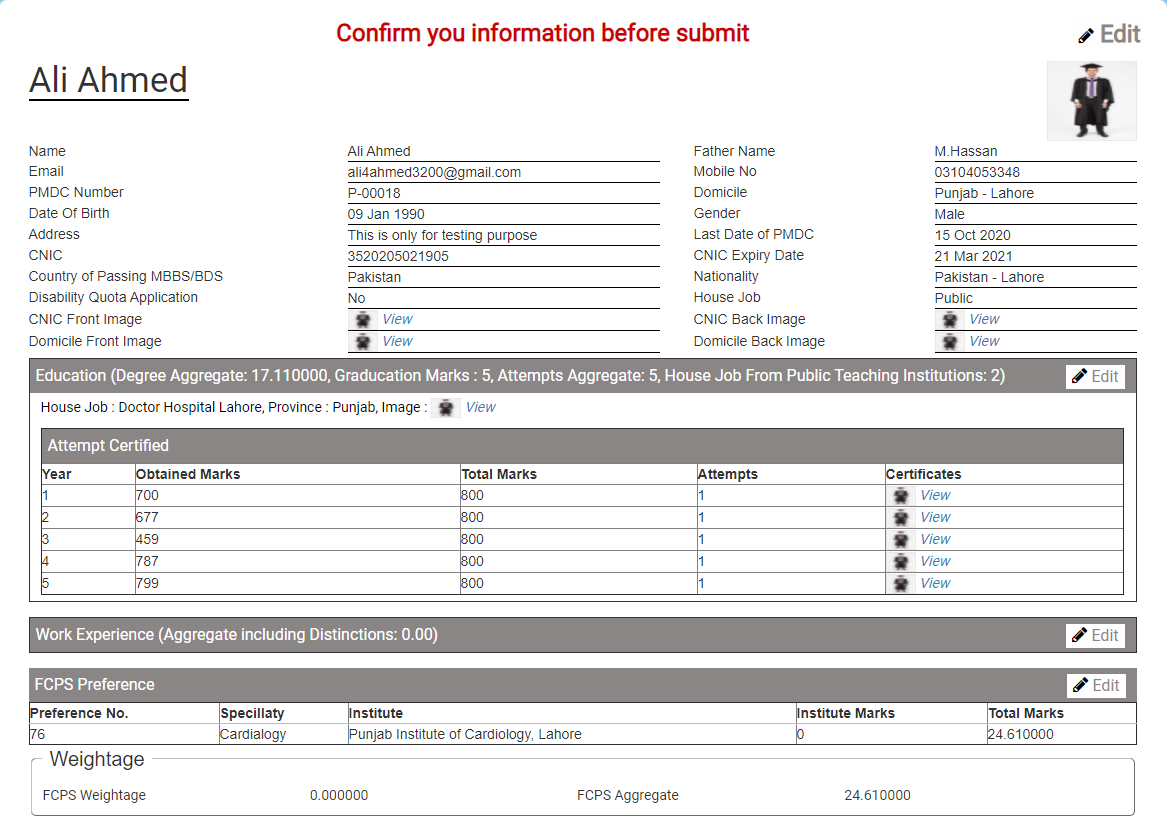 Confirm you information before submit
Edit
Ali Ahmed
Name Ali Ahmed Father Name M.Hassan
Email ali4ahmed3200@gmail.com Mobile No 03104053348
PMDC Number P-00018 Domicile Punjab - Lahore
Date Of Birth 09 Jan 1990 Gender Male
Address This is only for testing purpose Last Date of PMDC 15 Oct 2020
CNIC 3520205021905 CNIC Expiry Date 21 Mar 2021
Country of Passing MBBS/BDS Pakistan Nationality Pakistan - Lahore
Disability Quota Application No House Job Public
CNIC Front Image View CNIC Back Image View
Domicile Front Image View Domicile Back Image View
Education (Degree Aggregate: 17.110000, Graducation Marks : 5, Attempts Aggregate: 5, House Job From Public Teaching Institutions: 2) Edit
House Job : Doctor Hospital Lahore, Province : Punjab, Image : View
Attempt Certified
Year Obtained Marks Total Marks Attempts Certificates
1 700 800 1 View
2 677 800 1 View
3 459 800 1 View
4 787 800 1 View
5 799 800 1 View
Work Experience (Aggregate including Distinctions: 0.00) Edit
FCPS Preference Edit
Preference No. Specillaty Institute Institute Marks Total Marks
76 Cardialogy Punjab Institute of Cardiology, Lahore 0 24.610000
Weightage
FCPS Weightage 0.000000 FCPS Aggregate 24.610000